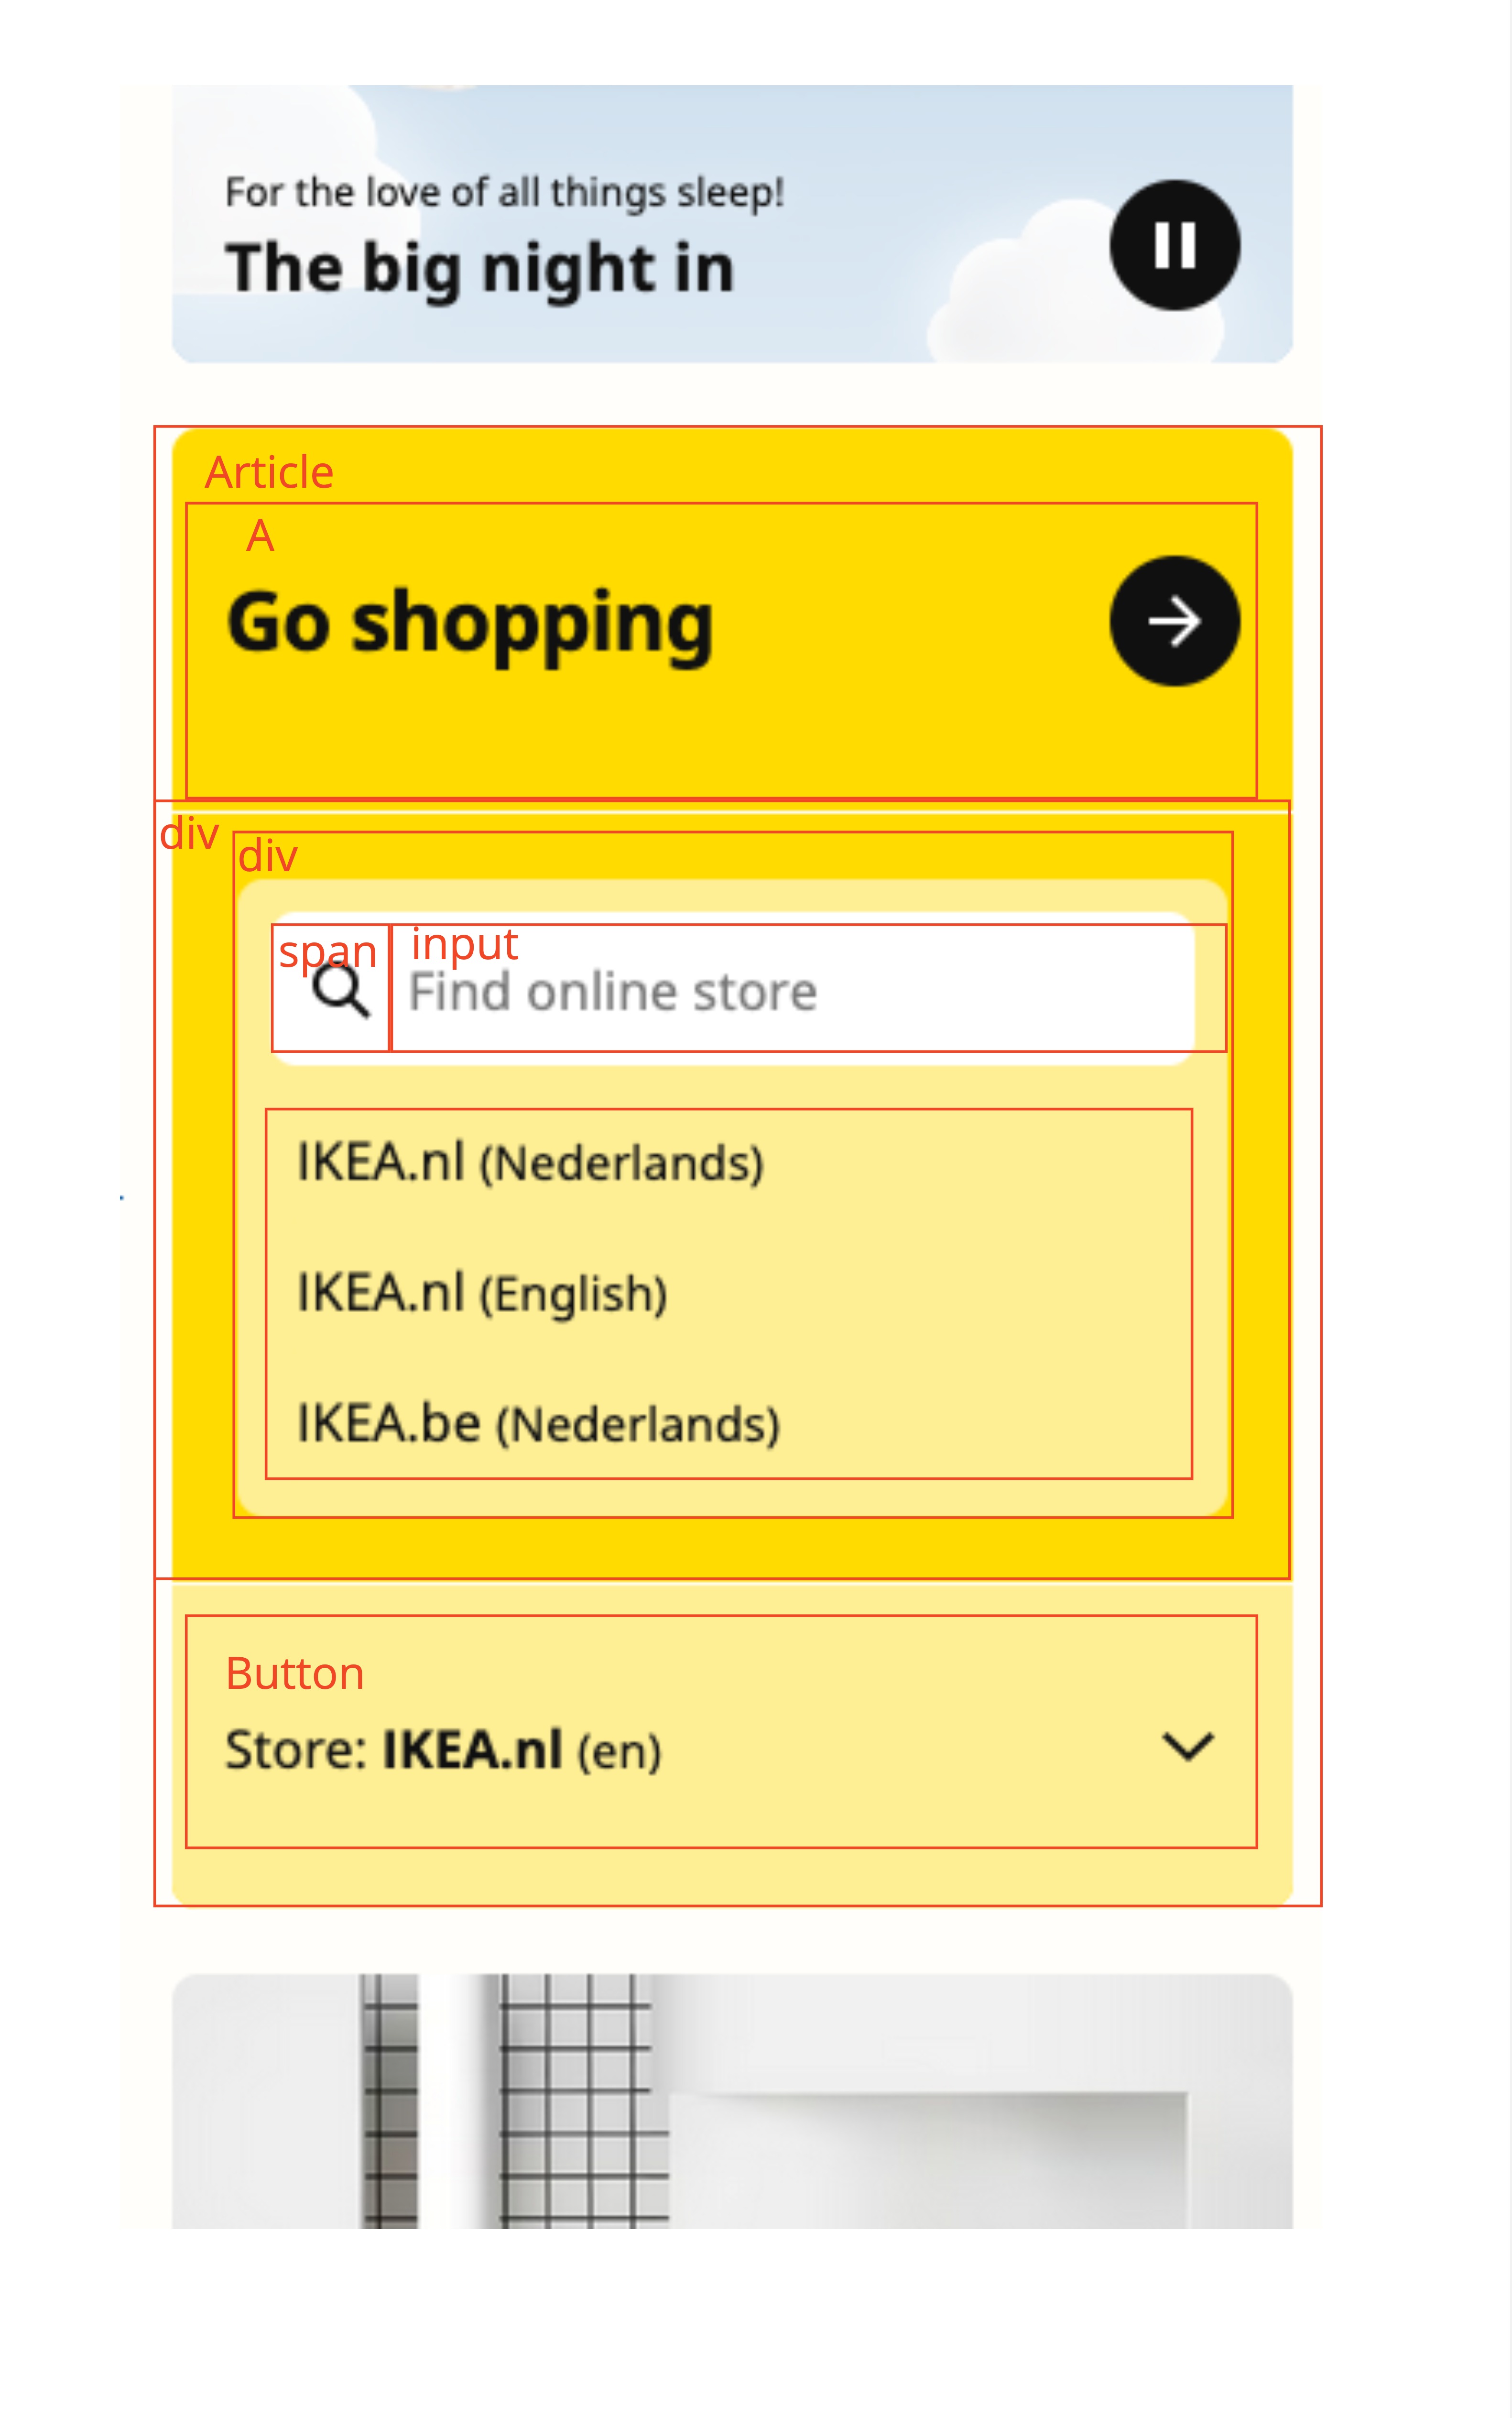 For the love of all things sleep!
The big night in
Article
A
Go shopping
div
div
span
input
Find online store
IKEA.nl (Nederlands)
IKEA.nl (English)
IKEA.be (Nederlands)
Button
Store: IKEA.nl (en)